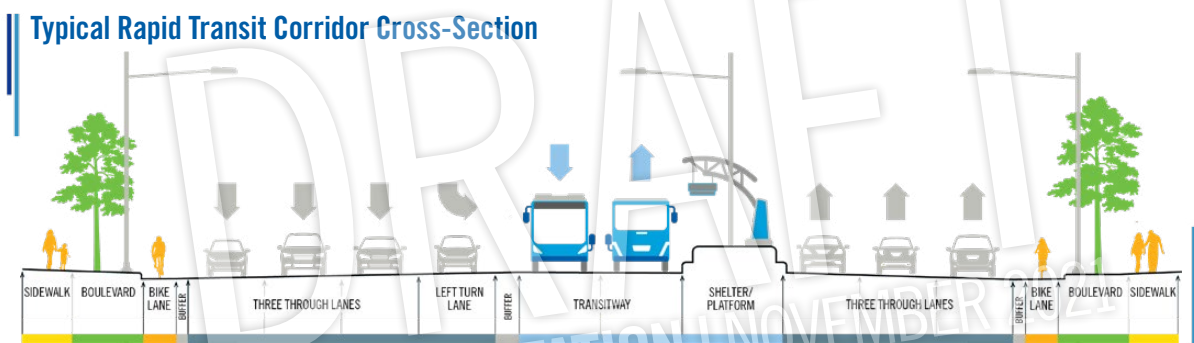 Typical Rapid Transit Corridor Cross-Section
DRAFT
SIDEWALK
BOULEVARD
BIKE
LANE
BUFFER
THREE THROUGH LANES
LEFT TURN
LANE
BUFFER
TRANSITWAY
SHELTER/
PLATFORM
THREE THROUGH LANES
BUFFER
BIKE
LANE
BOULEVARD
SIDEWALK
NOVEMBER 2021